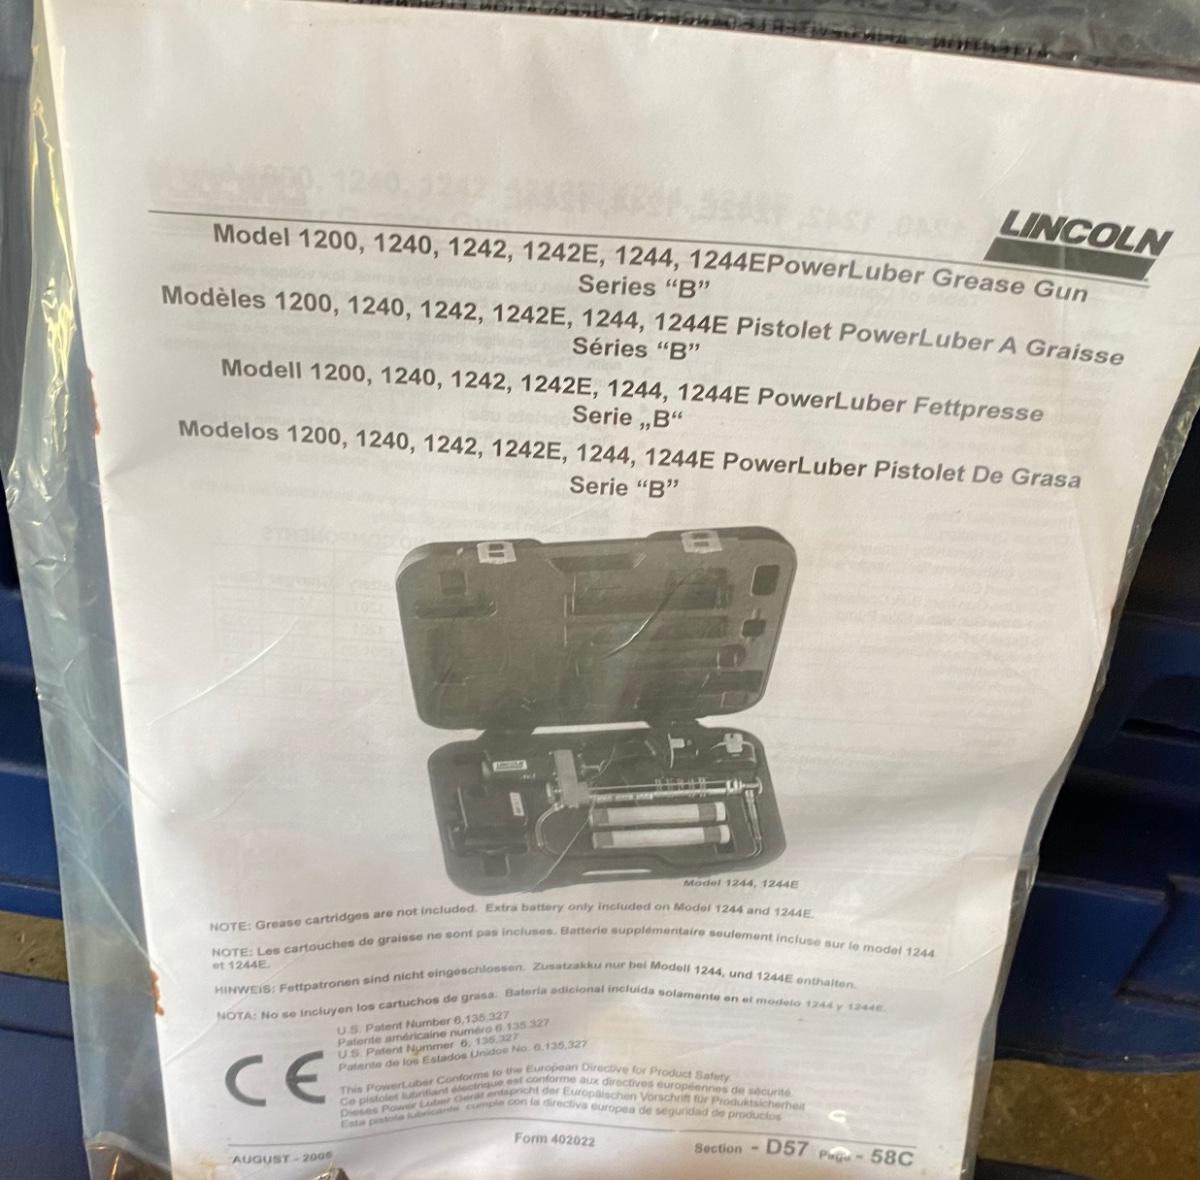 LINCOLN
Model 1200, 1240, 1242, 1242E, 1244, 1244EPowerLuber Grease Gun
Series “B”
Modèles 1200, 1240, 1242, 1242E, 1244, 1244E Pistolet PowerLuber A Graisse
Séries “B”
Modell 1200, 1240, 1242, 1242E, 1244, 1244E PowerLuber Fettpresse
Serie „B“
Modelos 1200, 1240, 1242, 1242E, 1244, 1244E PowerLuber Pistolet De Grasa
Serie “B”
LINCOLN
Model 1244, 1244E
NOTE: Grease cartridges are not included. Extra battery only included on Model 1244 and 1244E.
NOTE: Les cartouches de graisse ne sont pas incluses. Batterie supplémentaire seulement incluse sur le model 1244
et 1244E.
HINWEIS: Fettpatronen sind nicht eingeschlossen. Zusatzakku nur bei Modell 1244, und 1244E enthalten.
NOTA: No se incluyen los cartuchos de grasa. Batería adicional incluida solamente en el modelo 1244 y 1244E.
U.S. Patent Number 6,135,327
Patente américaine numéro 6.135.327
U.S. Patent Nummer 6, 135,327
Patente de los Estados Unidos No. 6,135,327
CE
This PowerLuber Conforms to the European Directive for Product Safety.
Ce pistolet lubrifiant électrique est conforme aux directives européennes de sécurité.
Dieses Power Luber Gerät entspricht der Europäischen Vorschrift für Produktsicherheit
Esta pistola lubricante cumple con la directiva europea de seguridad de productos
AUGUST - 2006
Form 402022
Section - D57 Page - 58C